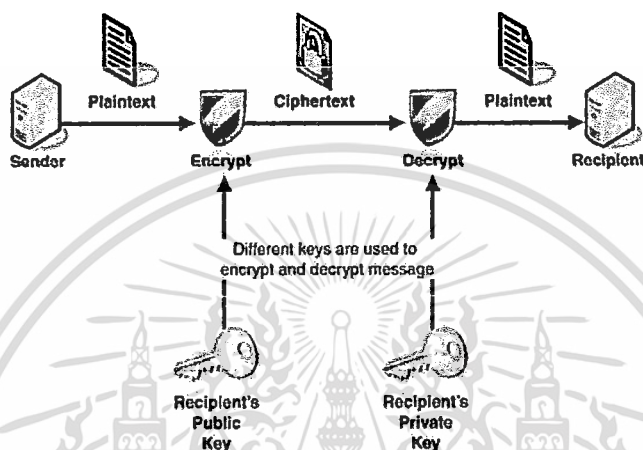 Plaintext
Ciphertext
Plaintext
Sender
Encrypt
Decrypt
Recipient
Different keys are used to
encrypt and decrypt message
Recipient's
Public
Key
Recipient's
Private
Key